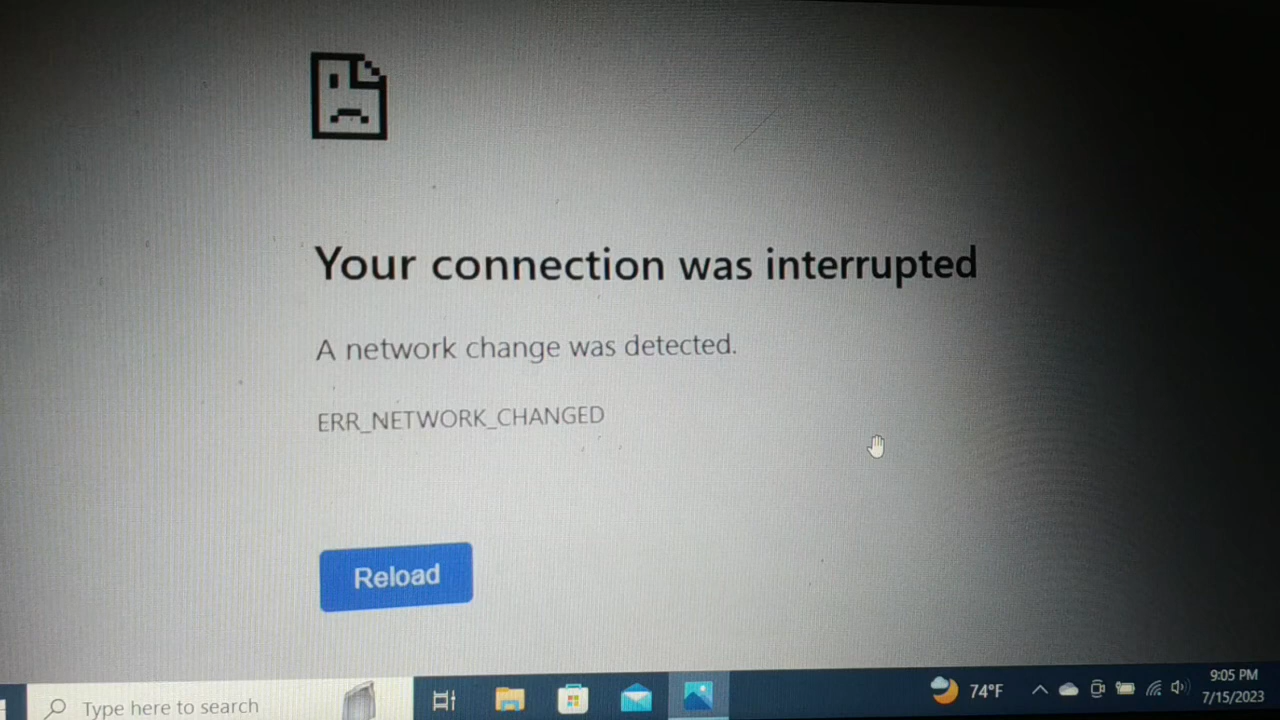 Your connection was interrupted
A network change was detected.
ERR_NETWORK_CHANGED
Reload
Type here to search
74°F
9:05 PM
7/15/2023